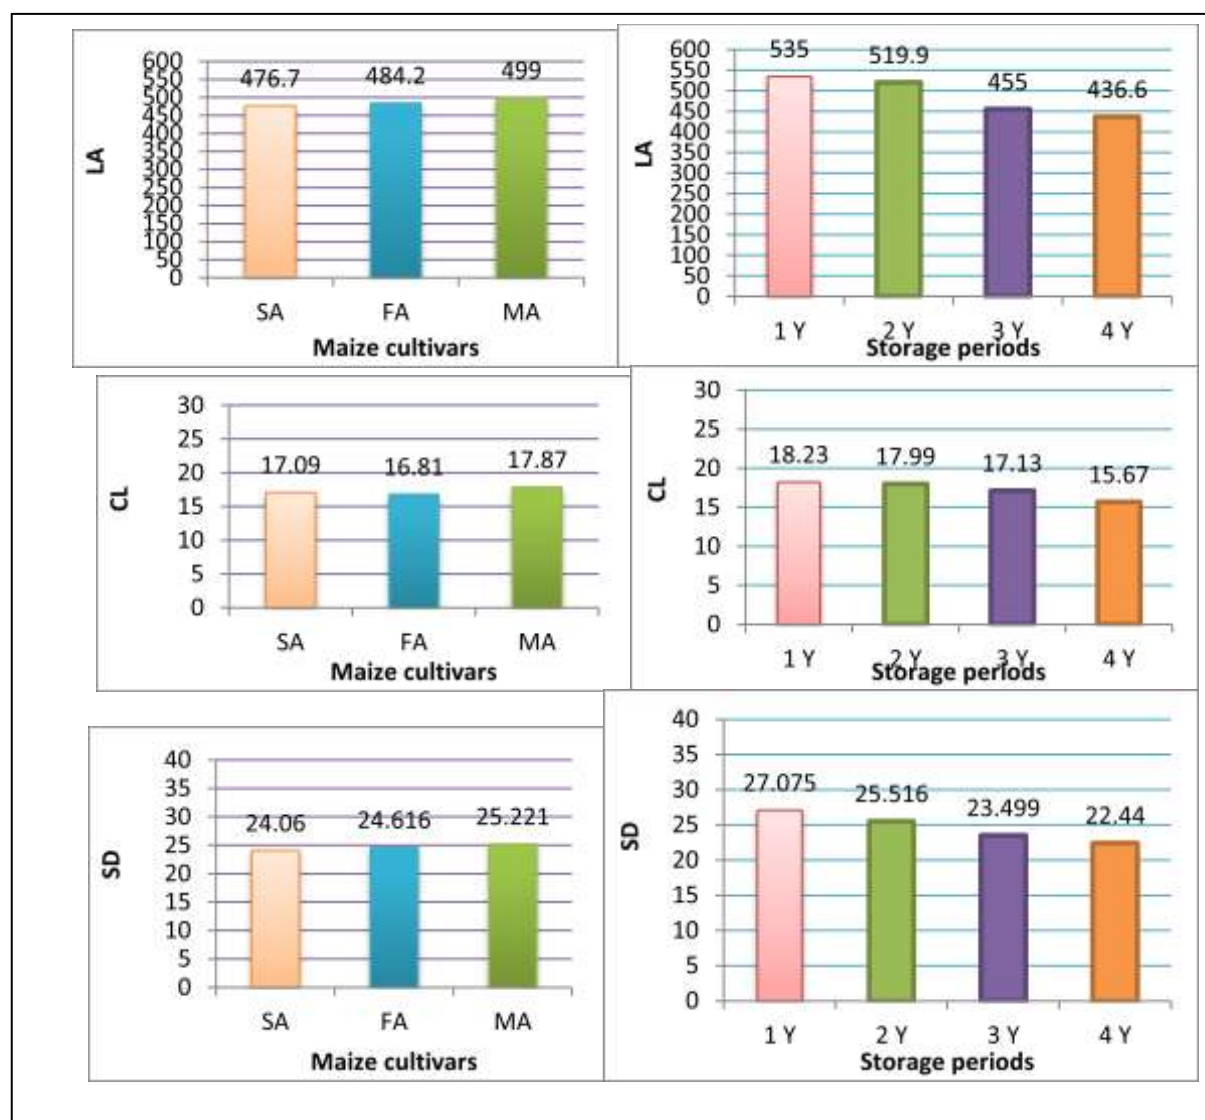 600
550
500
450
400
350
300
250
200
150
100
50
0
LA
476.7 484.2 499
SA FA MA
Maize cultivars
600
550
500
450
400
350
300
250
200
150
100
50
0
LA
535 519.9 455 436.6
1 Y 2 Y 3 Y 4 Y
Storage periods
30
25
20
15
10
5
0
CL
17.09 16.81 17.87
SA FA MA
Maize cultivars
30
25
20
15
10
5
0
CL
18.23 17.99 17.13 15.67
1 Y 2 Y 3 Y 4 Y
Storage periods
40
35
30
25
20
15
10
5
0
SD
24.06 24.616 25.221
SA FA MA
Maize cultivars
40
35
30
25
20
15
10
5
0
SD
27.075 25.516 23.499 22.44
1 Y 2 Y 3 Y 4 Y
Storage periods